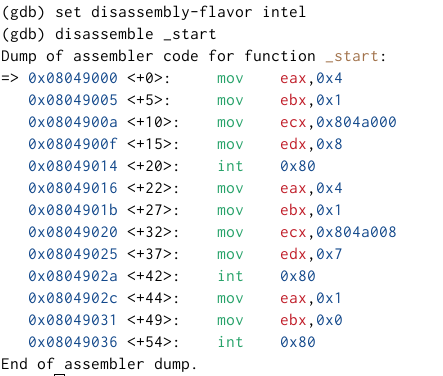 (gdb) set disassembly-flavor intel
(gdb) disassemble _start
Dump of assembler code for function _start:
=> 0x08049000 <+0>:     mov    eax,0x4
   0x08049005 <+5>:     mov    ebx,0x1
   0x0804900a <+10>:    mov    ecx,0x804a000
   0x0804900f <+15>:    mov    edx,0x8
   0x08049014 <+20>:    int    0x80
   0x08049016 <+22>:    mov    eax,0x4
   0x0804901b <+27>:    mov    ebx,0x1
   0x08049020 <+32>:    mov    ecx,0x804a008
   0x08049025 <+37>:    mov    edx,0x7
   0x0804902a <+42>:    int    0x80
   0x0804902c <+44>:    mov    eax,0x1
   0x08049031 <+49>:    mov    ebx,0x0
   0x08049036 <+54>:    int    0x80
End of assembler dump.